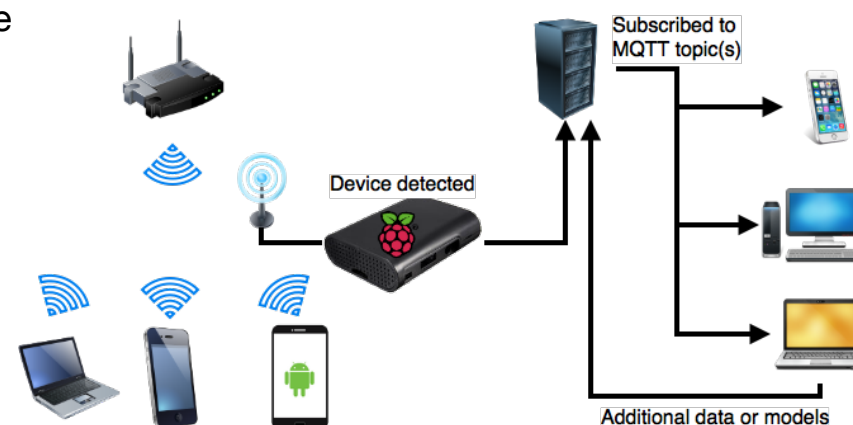 e
Subscribed to
MQTT topic(s)
Device detected
Additional data or models